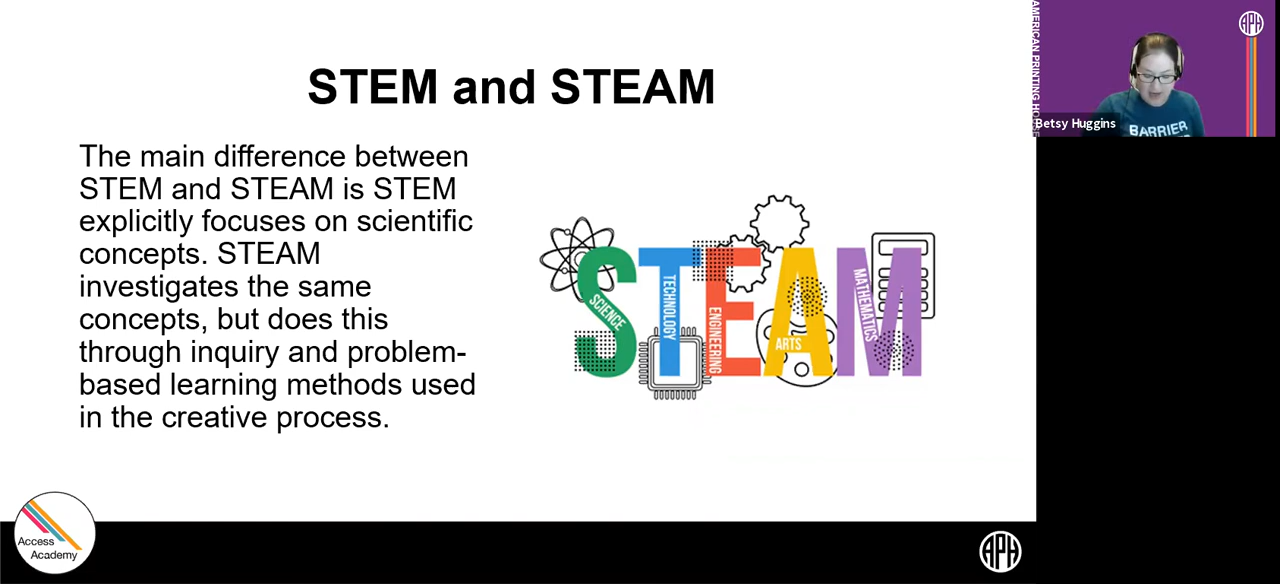 STEM and STEAM
The main difference between
STEM and STEAM is STEM
explicitly focuses on scientific
concepts. STEAM
investigates the same
concepts, but does this
through inquiry and problem-
based learning methods used
in the creative process.
STEAM
SCIENCE
TECHNOLOGY
ENGINEERING
ARTS
MATHEMATICS
Access
Academy
APH
AMERICAN PRINTING
APH
BARRIER
Betsy Huggins